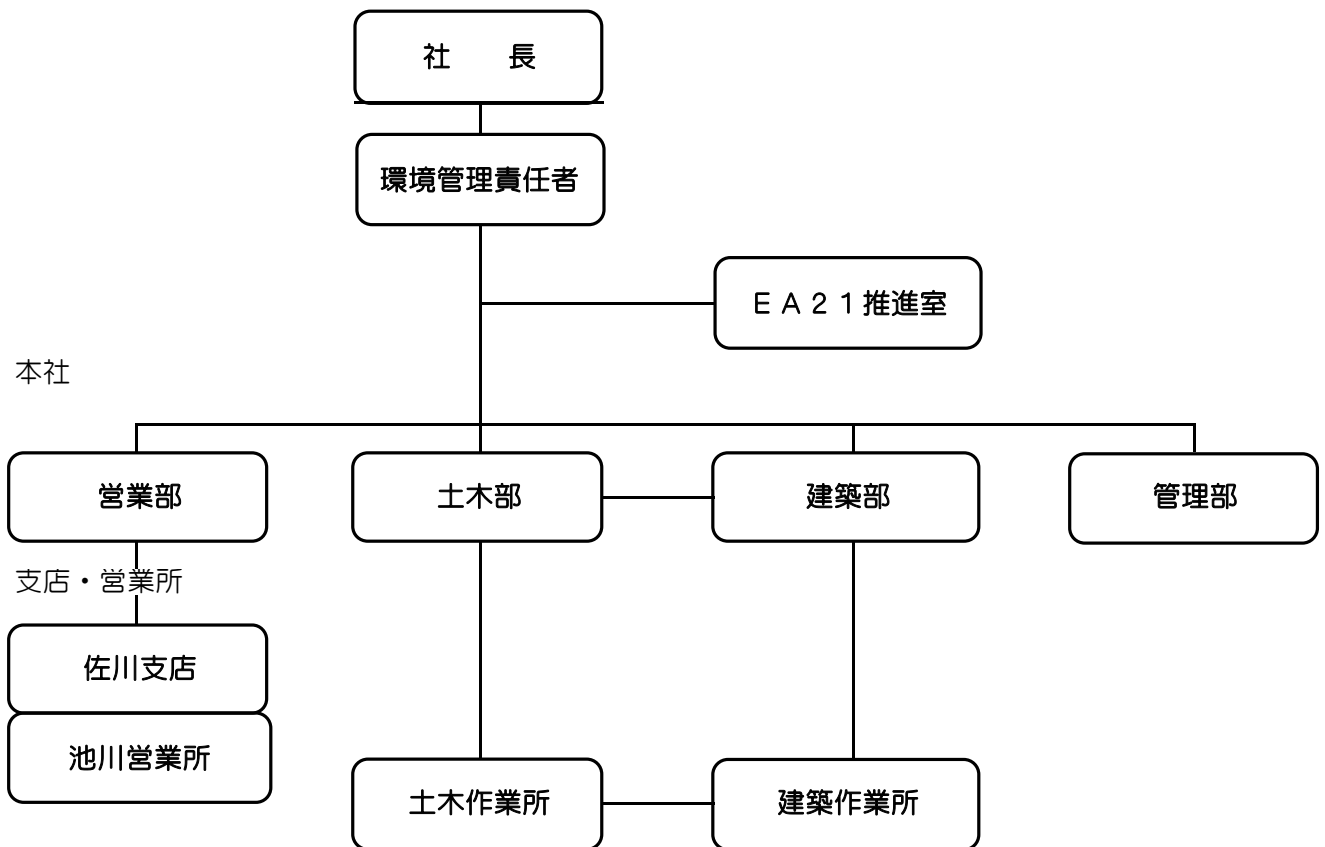 社　　長
環境管理責任者
ＥＡ２１推進室
本社
営業部
土木部
建築部
管理部
支店・営業所
佐川支店
池川営業所
土木作業所
建築作業所